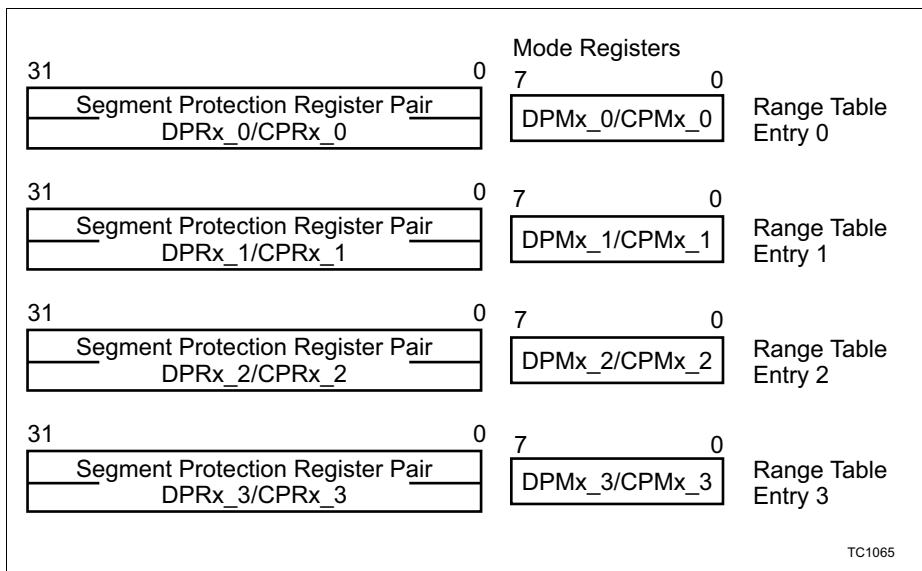 Mode Registers
31 0 7 0
Segment Protection Register Pair
DPRx_0/CPRx_0
DPMx_0/CPMx_0
Range Table
Entry 0
31 0 7 0
Segment Protection Register Pair
DPRx_1/CPRx_1
DPMx_1/CPMx_1
Range Table
Entry 1
31 0 7 0
Segment Protection Register Pair
DPRx_2/CPRx_2
DPMx_2/CPMx_2
Range Table
Entry 2
31 0 7 0
Segment Protection Register Pair
DPRx_3/CPRx_3
DPMx_3/CPMx_3
Range Table
Entry 3
TC1065